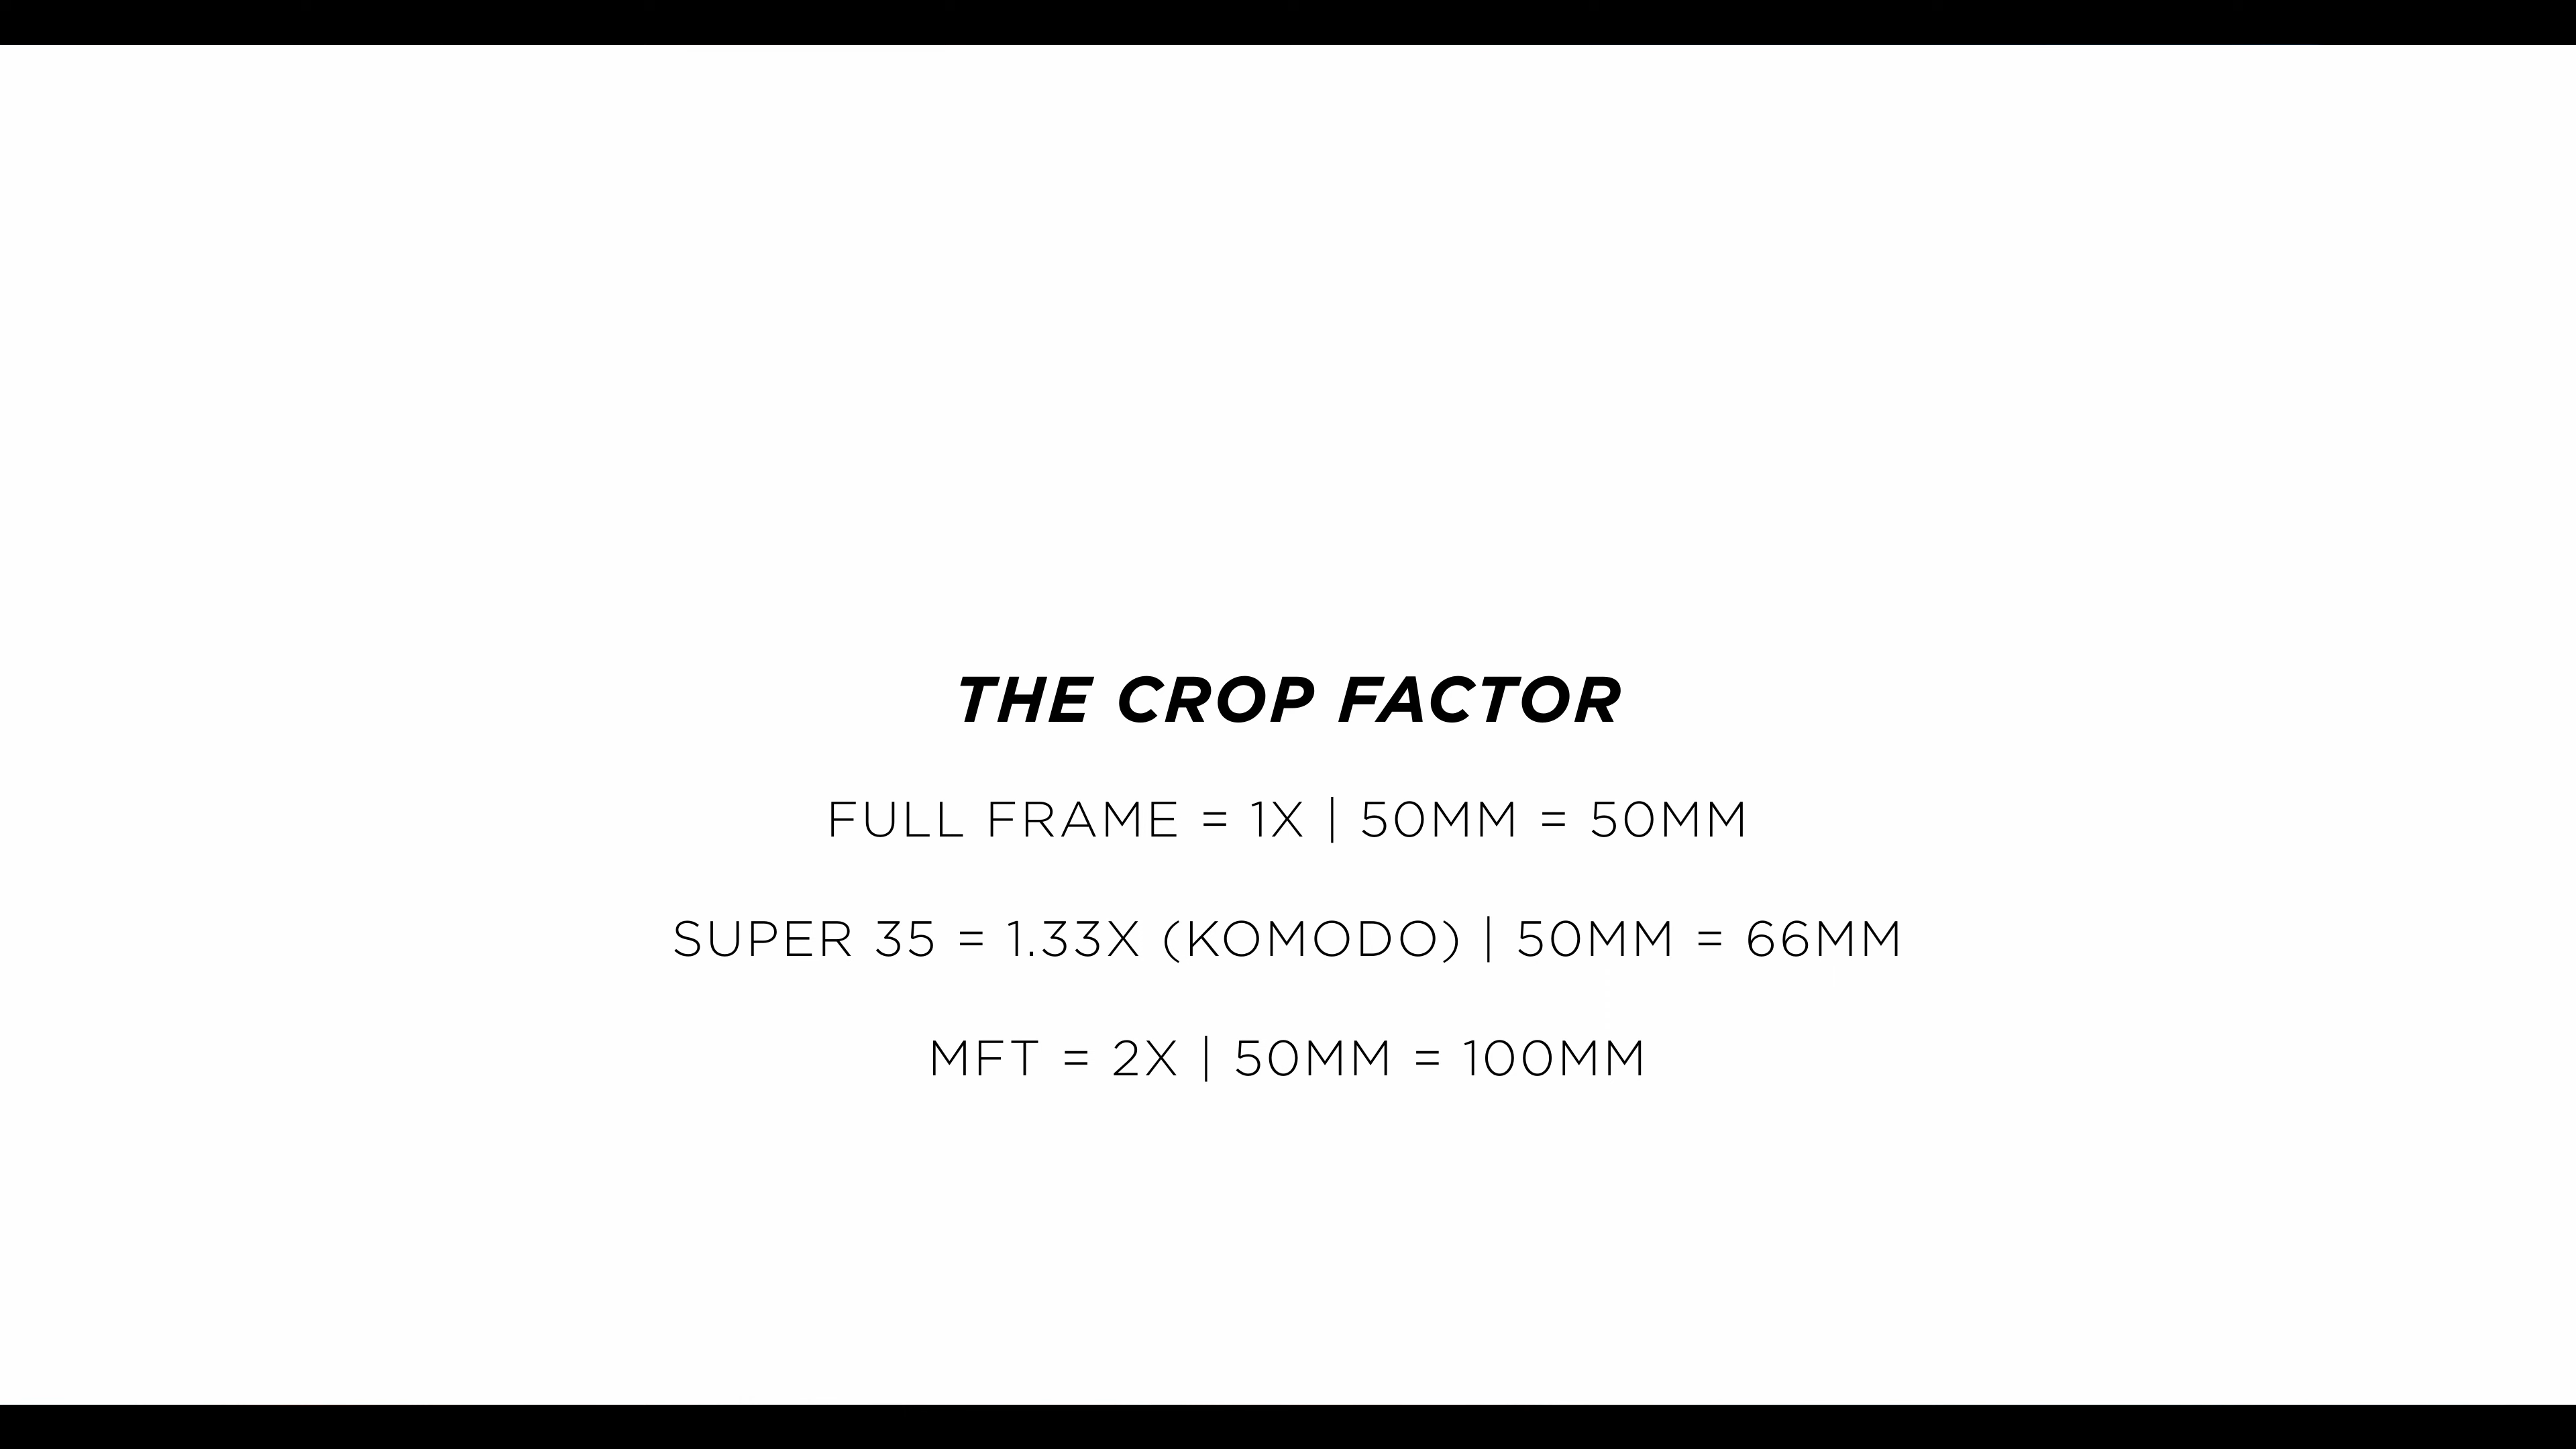 THE CROP FACTOR
FULL FRAME = 1X | 50MM = 50MM
SUPER 35 = 1.33X (KOMODO) | 50MM = 66MM
MFT = 2X | 50MM = 100MM